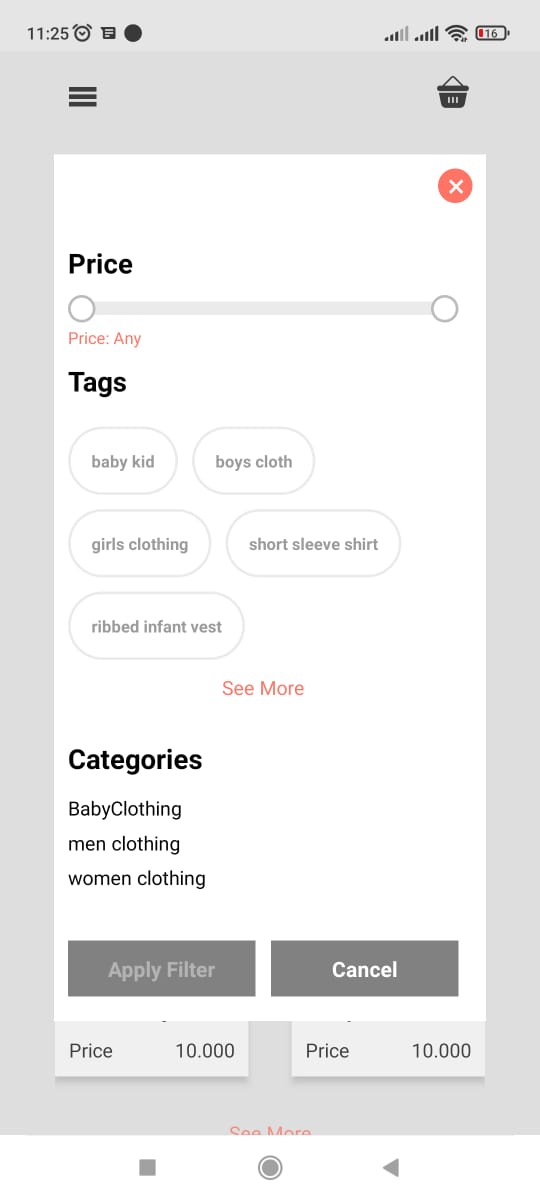 11:25
16
Price
Price: Any
Tags
baby kid boys cloth
girls clothing short sleeve shirt
ribbed infant vest
See More
Categories
BabyClothing
men clothing
women clothing
Apply Filter Cancel
Price 10.000 Price 10.000
See More